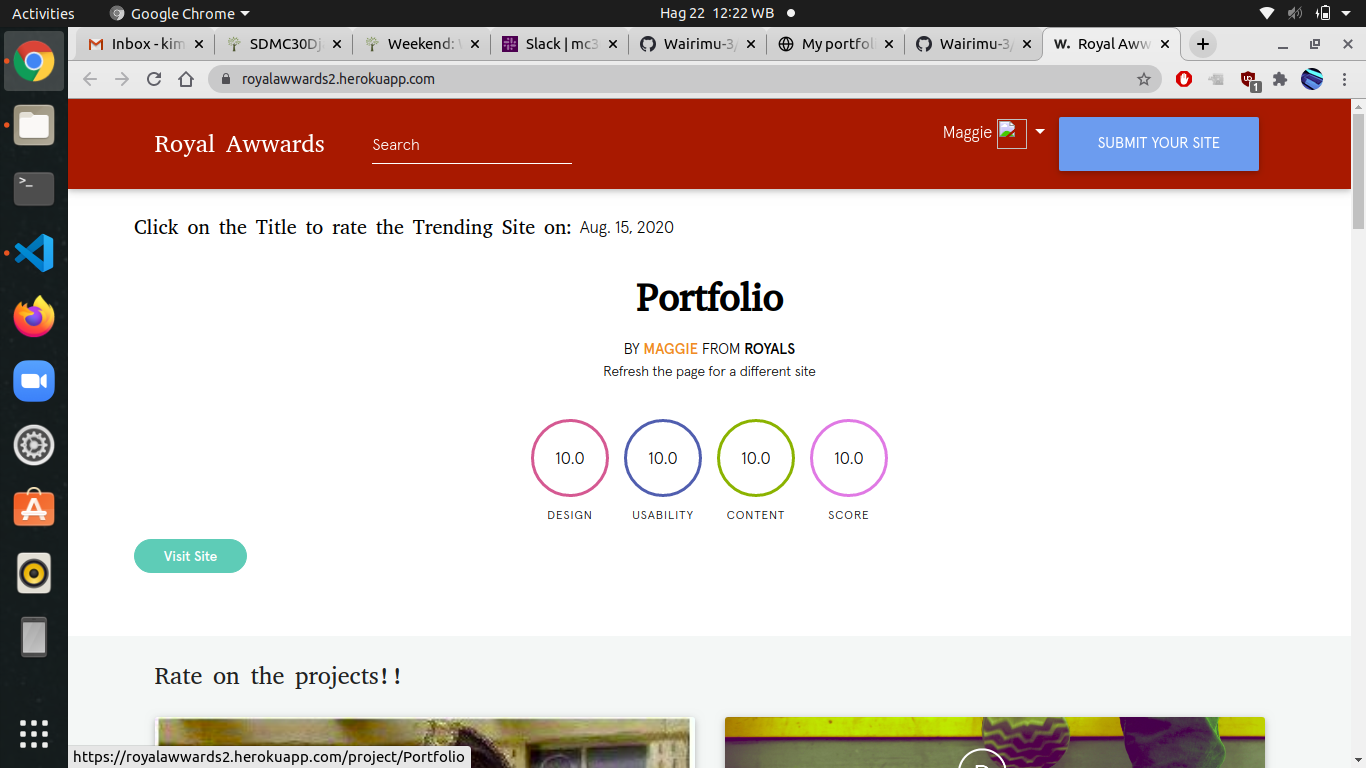 Activities Google Chrome Hag 22 12:22 WB
Inbox - kim SDMC30Dj Weekend: Slack | mc3 Wairimu-3/ My portfoli Wairimu-3/ W. Royal Aww
royalawwards2.herokuapp.com
1
Royal Awwards Search Maggie SUBMIT YOUR SITE
Click on the Title to rate the Trending Site on: Aug. 15, 2020
Portfolio
BY MAGGIE FROM ROYALS
Refresh the page for a different site
10.0 10.0 10.0 10.0
DESIGN USABILITY CONTENT SCORE
Visit Site
Rate on the projects!!
https://royalawwards2.herokuapp.com/project/Portfolio